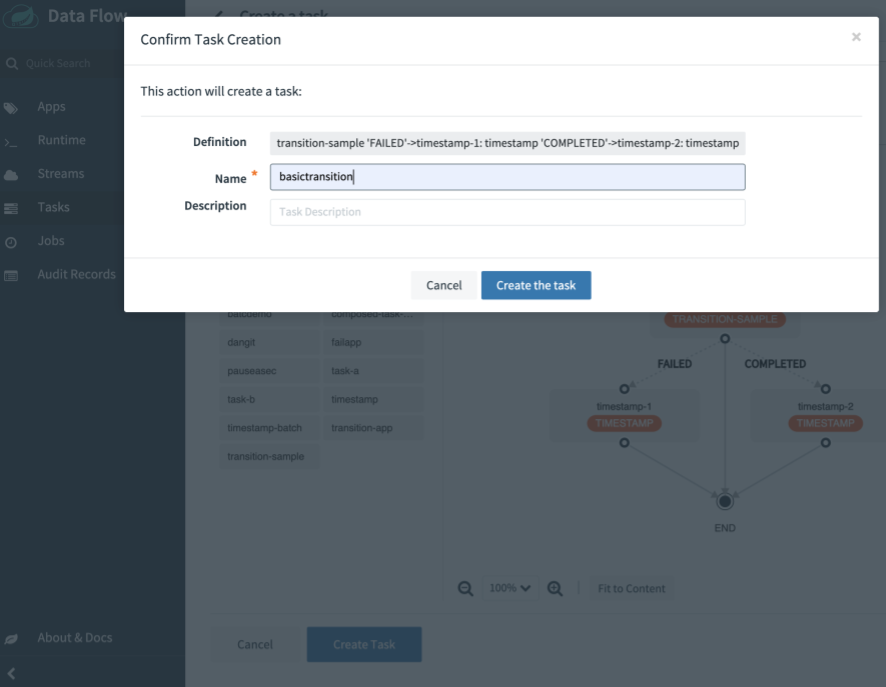 Data Flow
Create a task
Confirm Task Creation
×
Quick Search
This action will create a task:
Apps
Definition
transition-sample 'FAILED'->timestamp-1: timestamp 'COMPLETED'->timestamp-2: timestamp
Runtime
Name *
basictransition
Streams
Description
Task Description
Tasks
Jobs
Audit Records
Cancel
Create the task
batcdemo
composed-task-...
TRANSITION-SAMPLE
dangit
failapp
FAILED
COMPLETED
pauseasec
task-a
task-b
timestamp
timestamp-1
TIMESTAMP
timestamp-2
TIMESTAMP
timestamp-batch
transition-app
transition-sample
END
100%
Fit to Content
About & Docs
Cancel
Create Task